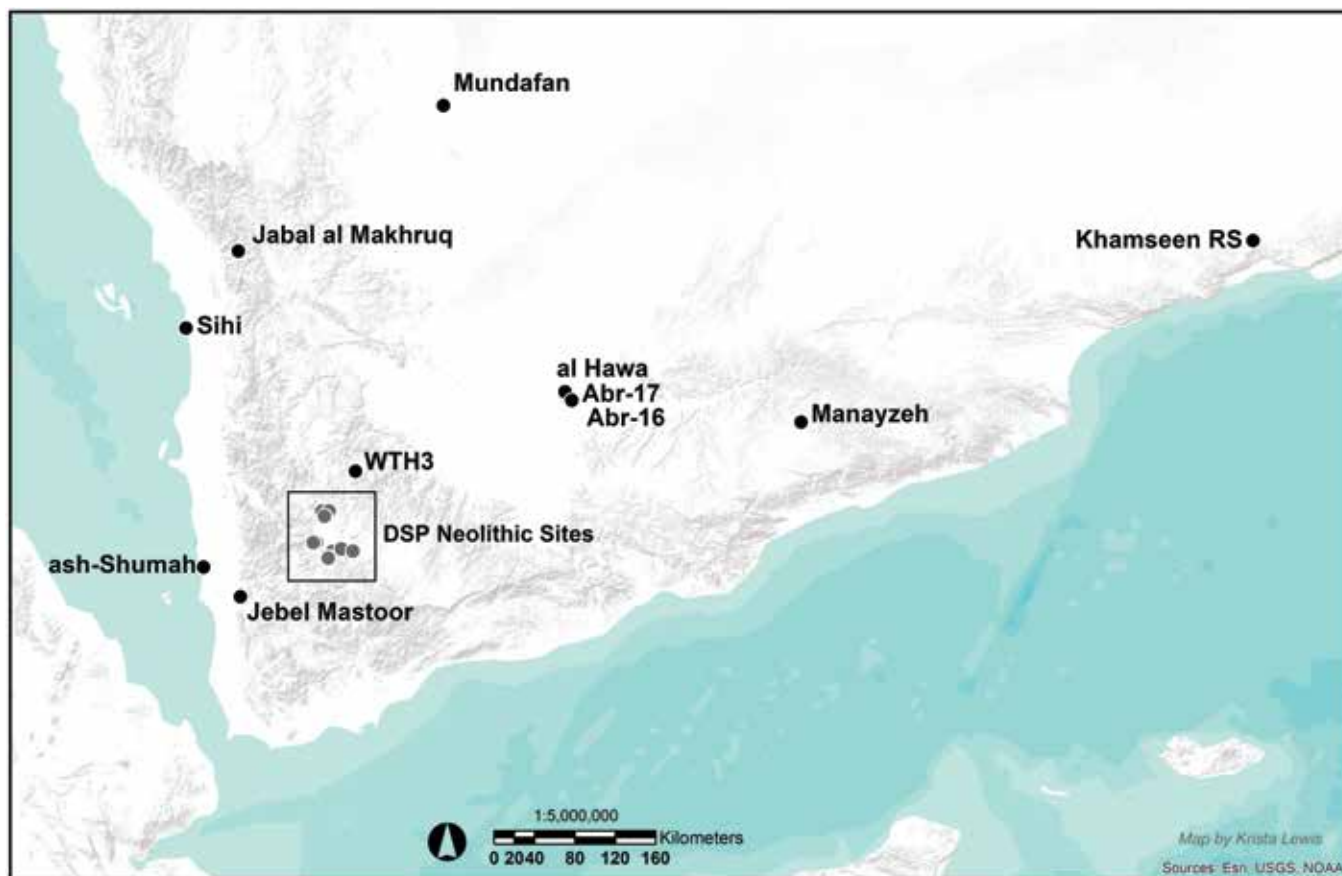 Mundafan
Jabal al Makhruq
Khamseen RS
Sihi
al Hawa
Abr-17
Abr-16
Manayzeh
WTH3
DSP Neolithic Sites
ash-Shumah
Jebel Mastoor
1:5,000,000
Kilometers
0 2040 80 120 160
Map by Krista Lewis
Sources: Esri, USGS, NOAA